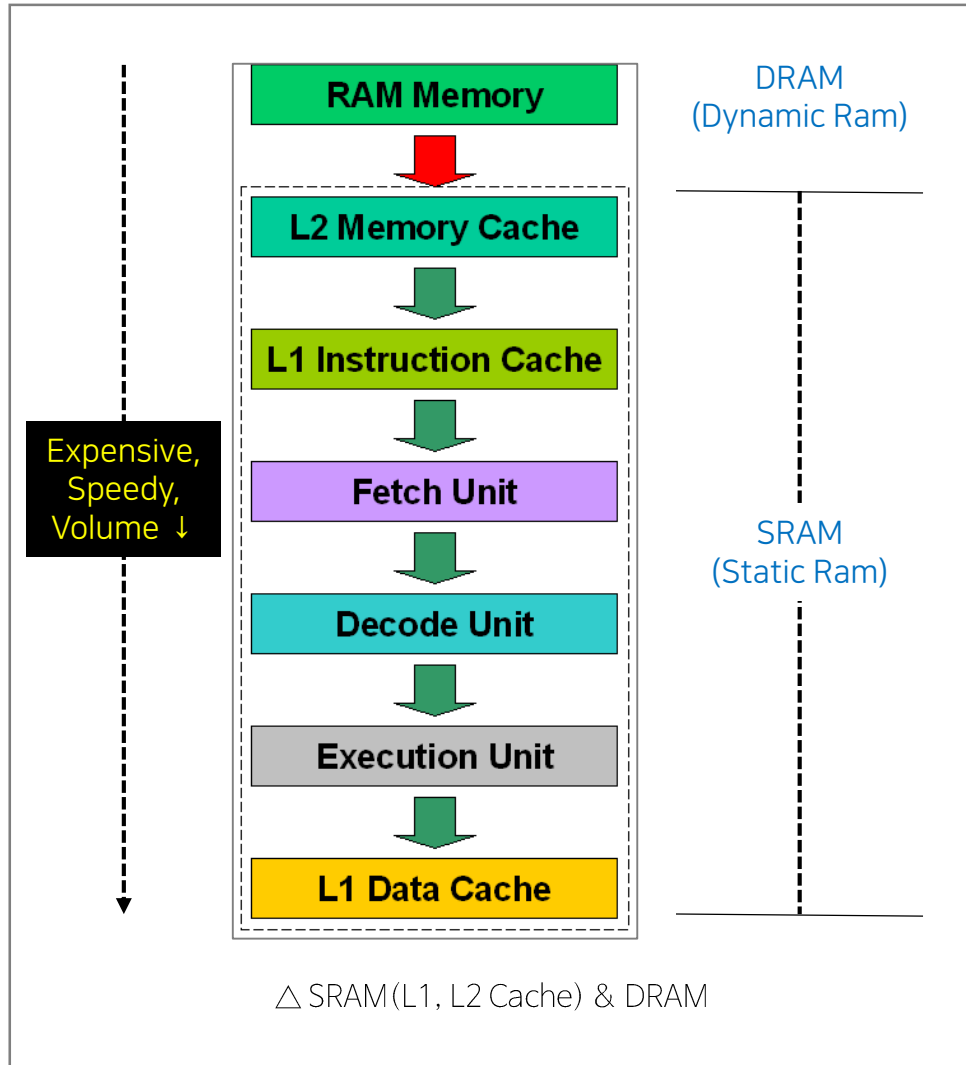 RAM Memory
DRAM
(Dynamic Ram)
L2 Memory Cache
L1 Instruction Cache
Expensive,
Speedy,
Volume ↓
Fetch Unit
SRAM
(Static Ram)
Decode Unit
Execution Unit
L1 Data Cache
△ SRAM(L1, L2 Cache) & DRAM